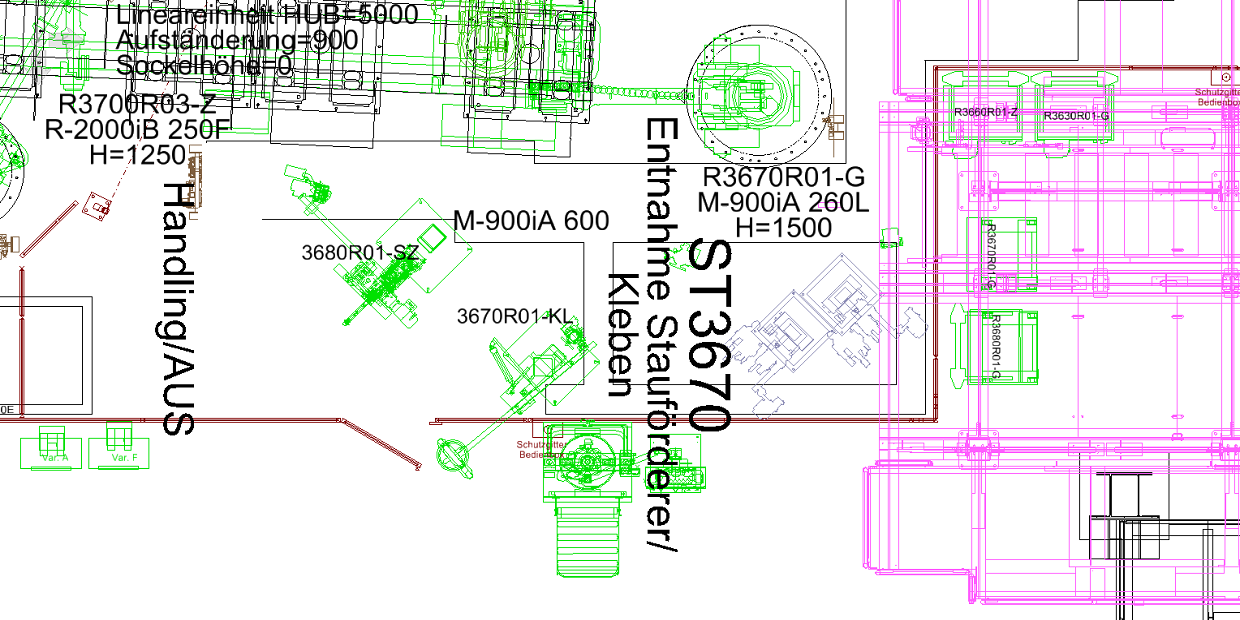 Lineareinheit HUB=5000
Aufständerung=900
Sockelhöhe=0
R3700R03-Z
R-2000iB 250F
H=1250
Handling/AUS
M-900iA 600
3680R01-SZ
3670R01-KL
Entnahme Stauförderer/
Kleben
ST3670
R3670R01-G
M-900iA 260L
H=1500
R3660R01-Z
R3630R01-G
R3670R01-G
R3680R01-G
Schutzgitter
Bedienbox
Schutzgitter
Bedienbox
Var. A
Var. F
0E